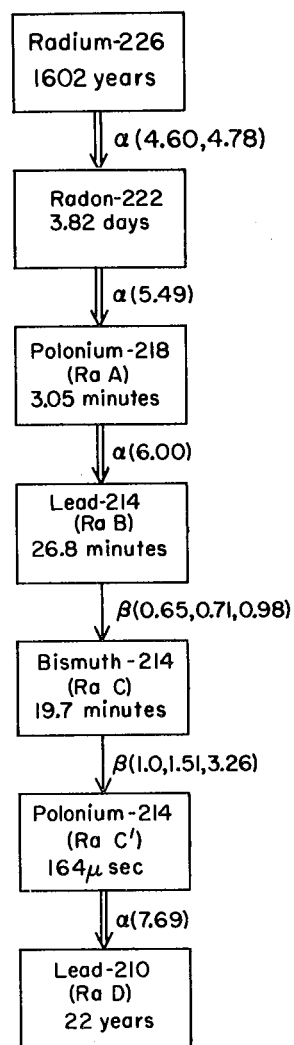 Radium-226
1602 years
α(4.60,4.78)
Radon-222
3.82 days
α(5.49)
Polonium-218
(Ra A)
3.05 minutes
α(6.00)
Lead-214
(Ra B)
26.8 minutes
β(0.65,0.71,0.98)
Bismuth-214
(Ra C)
19.7 minutes
β(1.0,1.51,3.26)
Polonium-214
(Ra C')
164μ sec
α(7.69)
Lead-210
(Ra D)
22 years